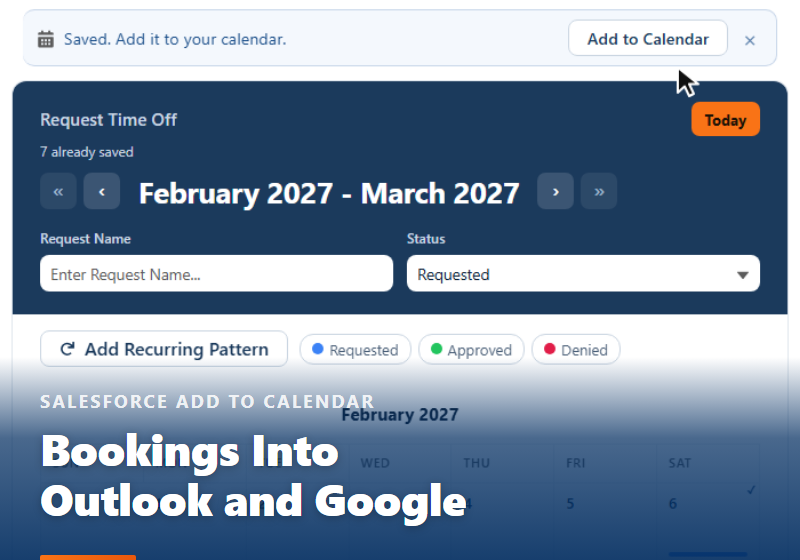 Saved. Add it to your calendar.
Add to Calendar
×
Request Time Off
Today
7 already saved
«
‹
February 2027 - March 2027
›
»
Request Name
Status
Enter Request Name...
Requested
Add Recurring Pattern
Requested
Approved
Denied
SALESFORCE ADD TO CALENDAR
February 2027
Bookings Into
Outlook and Google
WED
THU
FRI
SAT
4
5
6
✓